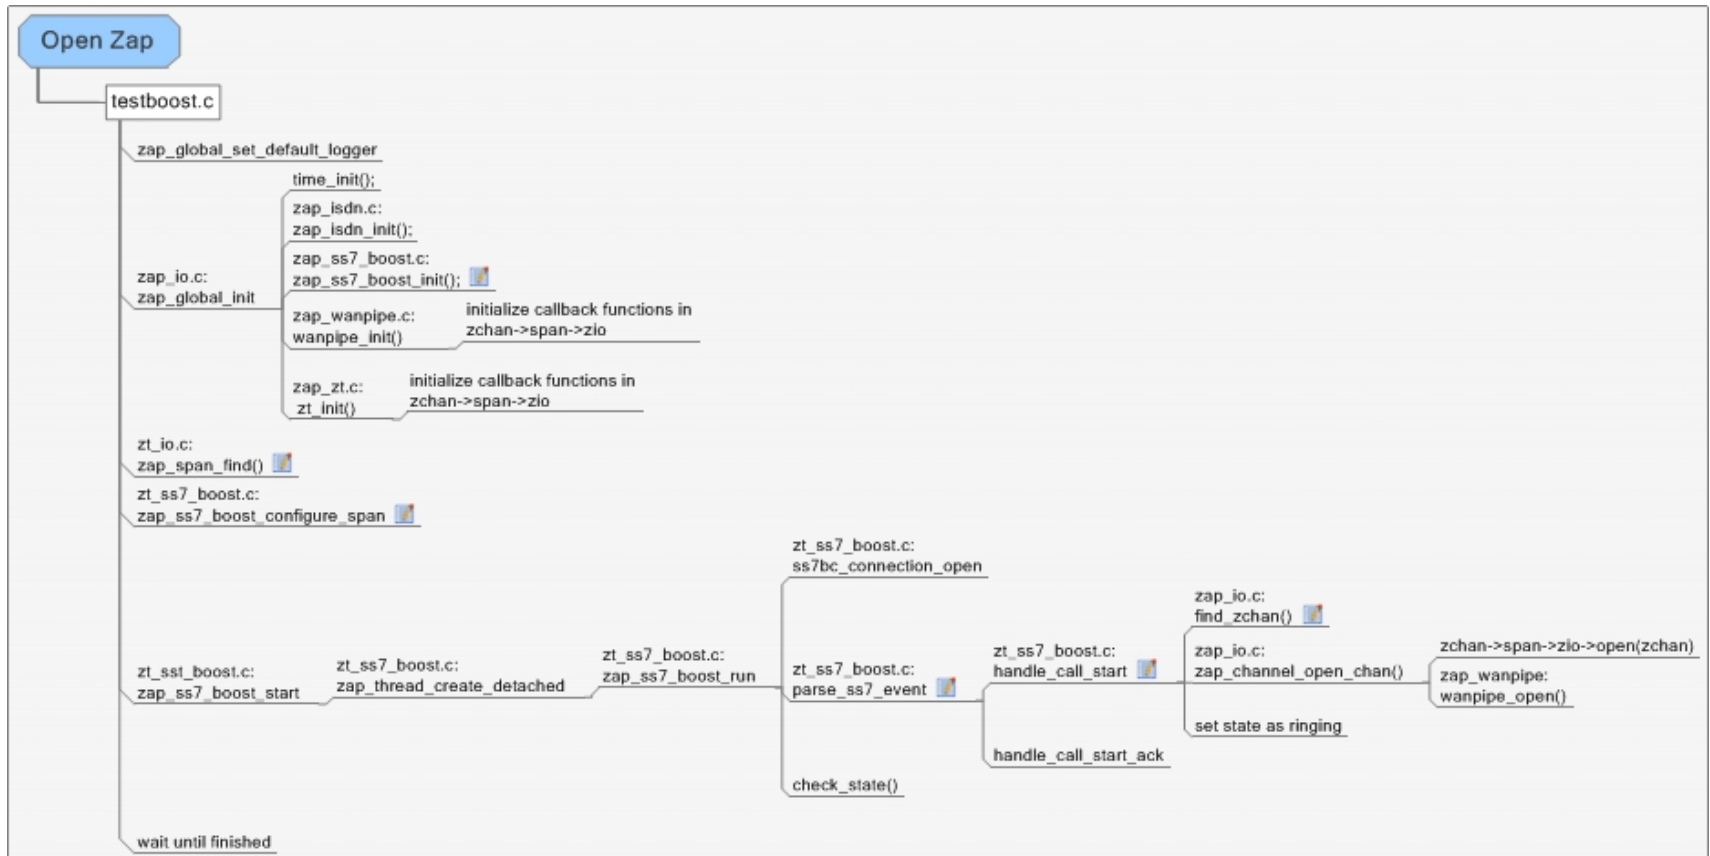 Open Zap
testboost.c
zap_global_set_default_logger
zap_io.c:
zap_global_init
time_init();
zap_isdn.c:
zap_isdn_init();
zap_ss7_boost.c:
zap_ss7_boost_init();
zap_wanpipe.c:
wanpipe_init()
initialize callback functions in
zchan->span->zio
zap_zt.c:
zt_init()
initialize callback functions in
zchan->span->zio
zt_io.c:
zap_span_find()
zt_ss7_boost.c:
zap_ss7_boost_configure_span
zt_sst_boost.c:
zap_ss7_boost_start
zt_ss7_boost.c:
zap_thread_create_detached
zt_ss7_boost.c:
zap_ss7_boost_run
zt_ss7_boost.c:
ss7bc_connection_open
zt_ss7_boost.c:
parse_ss7_event
zt_ss7_boost.c:
handle_call_start
zap_io.c:
find_zchan()
zap_io.c:
zap_channel_open_chan()
zchan->span->zio->open(zchan)
zap_wanpipe:
wanpipe_open()
set state as ringing
handle_call_start_ack
check_state()
wait until finished